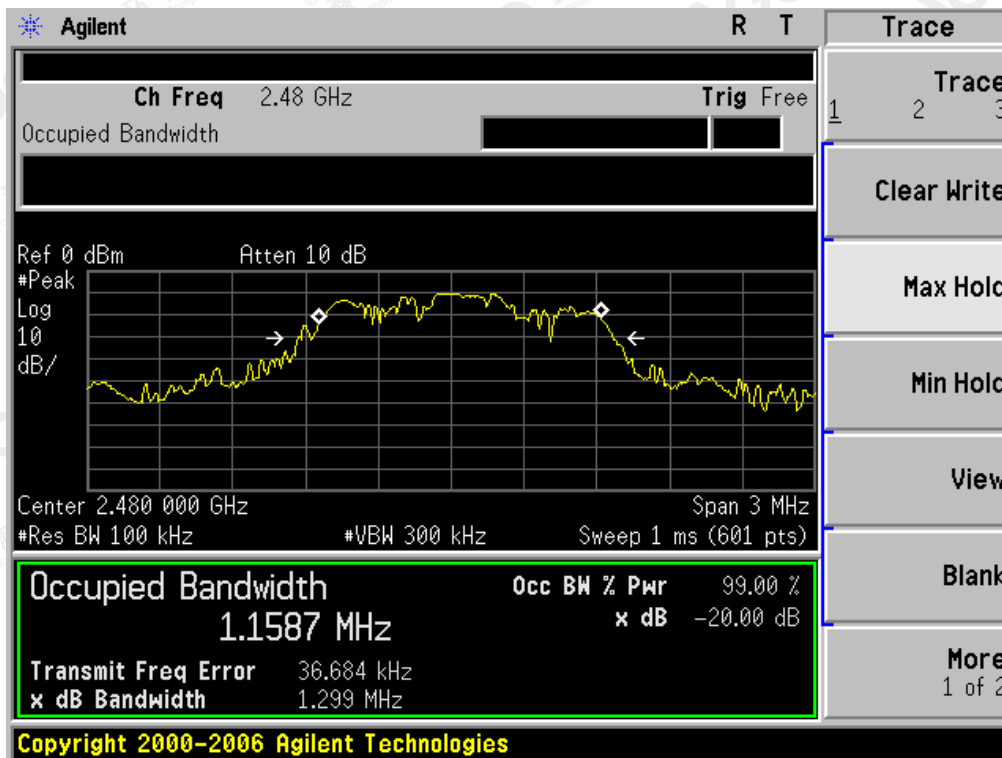 Agilent R T
Ch Freq 2.48 GHz Trig Free
Occupied Bandwidth
Ref 0 dBm Atten 10 dB
#Peak
Log
10
dB/
Center 2.480 000 GHz Span 3 MHz
#Res BW 100 kHz #VBW 300 kHz Sweep 1 ms (601 pts)
Occupied Bandwidth Occ BW % Pwr 99.00 %
1.1587 MHz x dB -20.00 dB
Transmit Freq Error 36.684 kHz
x dB Bandwidth 1.299 MHz
Copyright 2000-2006 Agilent Technologies
Trace
Trace
1 2 3
Clear Write
Max Hold
Min Hold
View
Blank
More
1 of 2